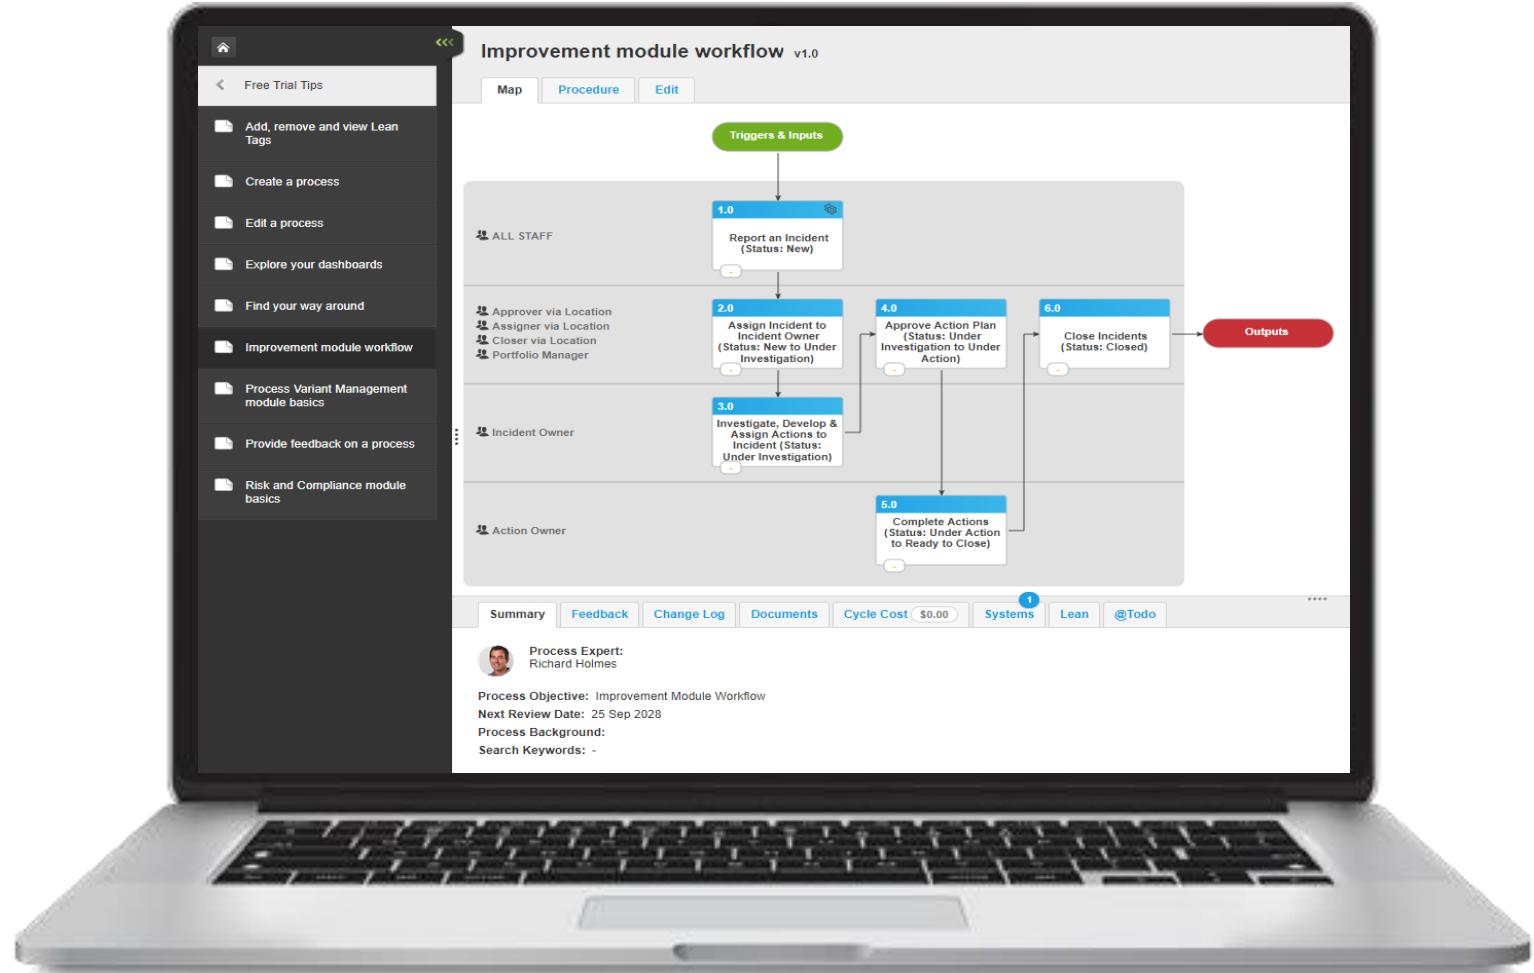 Improvement module workflow v1.0
Free Trial Tips
Add, remove and view Lean
Tags
Create a process
Edit a process
Explore your dashboards
Find your way around
Improvement module workflow
Process Variant Management
module basics
Provide feedback on a process
Risk and Compliance module
basics
Map Procedure Edit
Triggers & Inputs
ALL STAFF
1.0
Report an Incident
(Status: New)
-
Approver via Location
Assigner via Location
Closer via Location
Portfolio Manager
2.0
Assign Incident to
Incident Owner
(Status: New to Under
Investigation)
-
4.0
Approve Action Plan
(Status: Under
Investigation to Under
Action)
-
6.0
Close Incidents
(Status: Closed)
-
Outputs
Incident Owner
3.0
Investigate, Develop &
Assign Actions to
Incident (Status:
Under Investigation)
-
Action Owner
5.0
Complete Actions
(Status: Under Action
to Ready to Close)
-
Summary Feedback Change Log Documents Cycle Cost $0.00 Systems 1 Lean @Todo
Process Expert:
Richard Holmes
Process Objective: Improvement Module Workflow
Next Review Date: 25 Sep 2028
Process Background:
Search Keywords: -